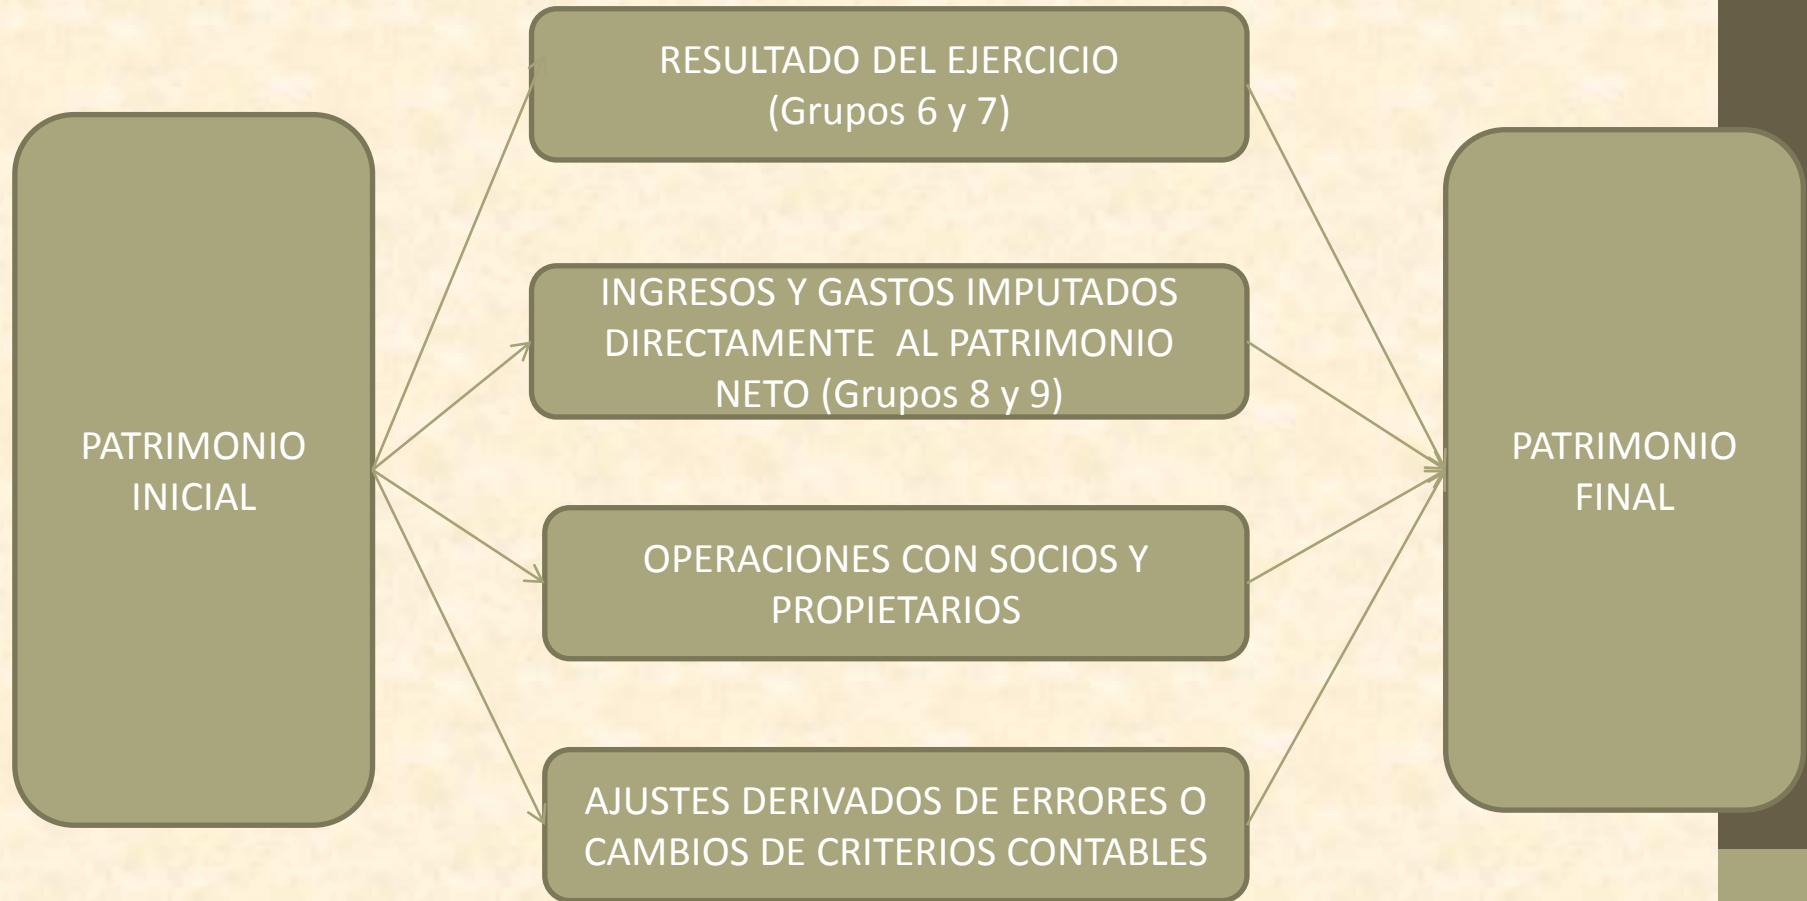 PATRIMONIO
INICIAL
RESULTADO DEL EJERCICIO
(Grupos 6 y 7)
INGRESOS Y GASTOS IMPUTADOS
DIRECTAMENTE AL PATRIMONIO
NETO (Grupos 8 y 9)
OPERACIONES CON SOCIOS Y
PROPIETARIOS
AJUSTES DERIVADOS DE ERRORES O
CAMBIOS DE CRITERIOS CONTABLES
PATRIMONIO
FINAL